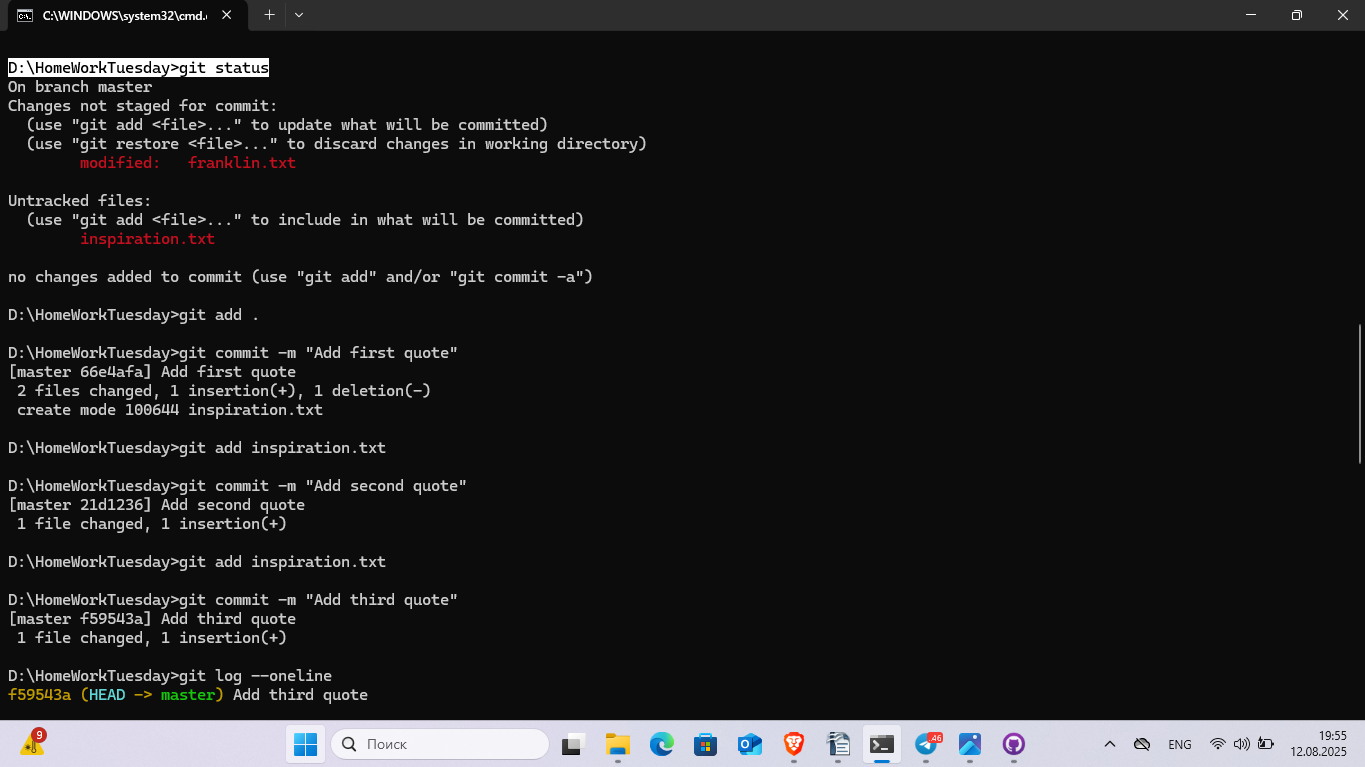 C:\WINDOWS\system32\cmd.
D:\HomeWorkTuesday>git status
On branch master
Changes not staged for commit:
  (use "git add <file>..." to update what will be committed)
  (use "git restore <file>..." to discard changes in working directory)
        modified:   franklin.txt
Untracked files:
  (use "git add <file>..." to include in what will be committed)
        inspiration.txt
no changes added to commit (use "git add" and/or "git commit -a")
D:\HomeWorkTuesday>git add .
D:\HomeWorkTuesday>git commit -m "Add first quote"
[master 66e4afa] Add first quote
 2 files changed, 1 insertion(+), 1 deletion(-)
 create mode 100644 inspiration.txt
D:\HomeWorkTuesday>git add inspiration.txt
D:\HomeWorkTuesday>git commit -m "Add second quote"
[master 21d1236] Add second quote
 1 file changed, 1 insertion(+)
D:\HomeWorkTuesday>git add inspiration.txt
D:\HomeWorkTuesday>git commit -m "Add third quote"
[master f59543a] Add third quote
 1 file changed, 1 insertion(+)
D:\HomeWorkTuesday>git log --oneline
f59543a (HEAD -> master) Add third quote
9
Поиск
46
ENG
19:55
12.08.2025